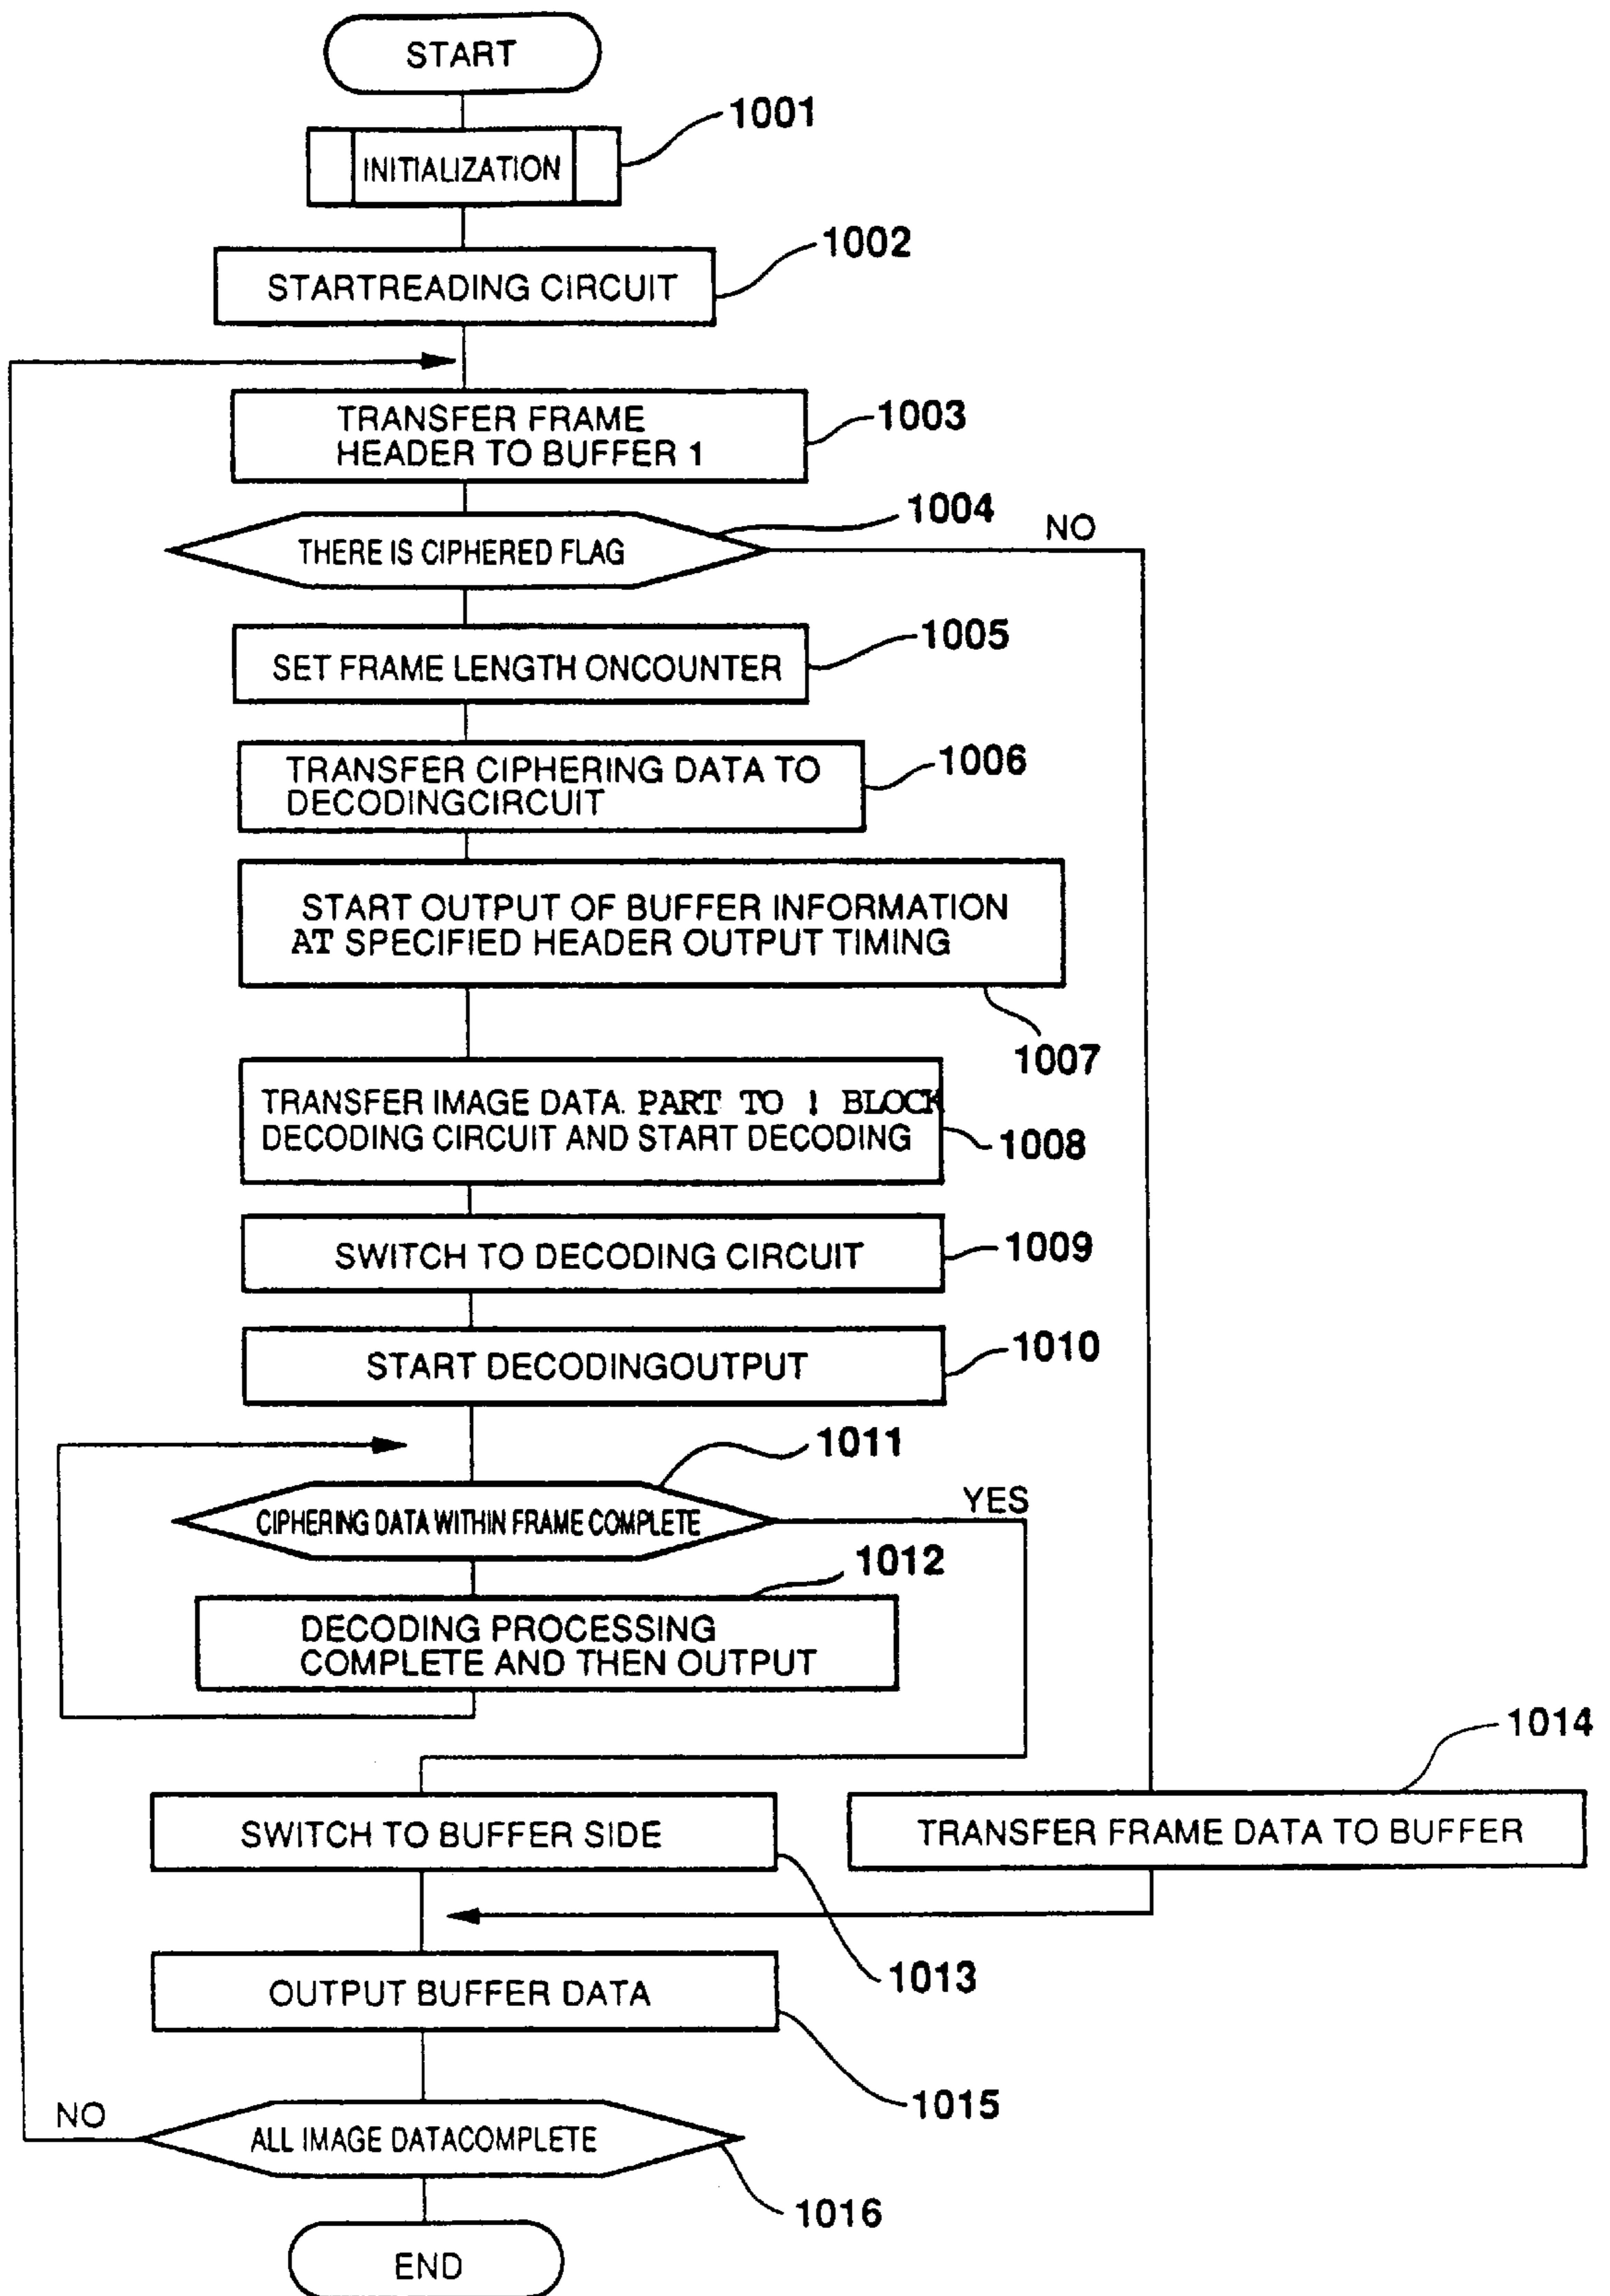 START
1001
INITIALIZATION
1002
STARTREADING CIRCUIT
TRANSFER FRAME
HEADER TO BUFFER 1
1003
1004
NO
THERE IS CIPHERED FLAG
1005
SET FRAME LENGTH ONCOUNTER
1006
TRANSFER CIPHERING DATA TO
DECODINGCIRCUIT
START OUTPUT OF BUFFER INFORMATION
AT SPECIFIED HEADER OUTPUT TIMING
1007
TRANSFER IMAGE DATA. PART TO 1 BLOCK
DECODING CIRCUIT AND START DECODING
1008
SWITCH TO DECODING CIRCUIT
1009
START DECODINGOUTPUT
1010
1011
YES
CIPHERING DATA WITHIN FRAME COMPLETE
1012
DECODING PROCESSING
COMPLETE AND THEN OUTPUT
1014
SWITCH TO BUFFER SIDE
TRANSFER FRAME DATA TO BUFFER
1013
OUTPUT BUFFER DATA
1015
NO
ALL IMAGE DATACOMPLETE
1016
END